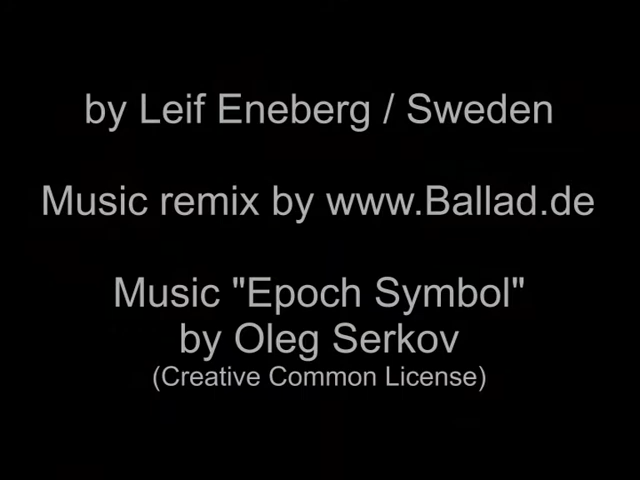 by Leif Eneberg / Sweden
Music remix by www.Ballad.de
Music "Epoch Symbol"
by Oleg Serkov
(Creative Common License)